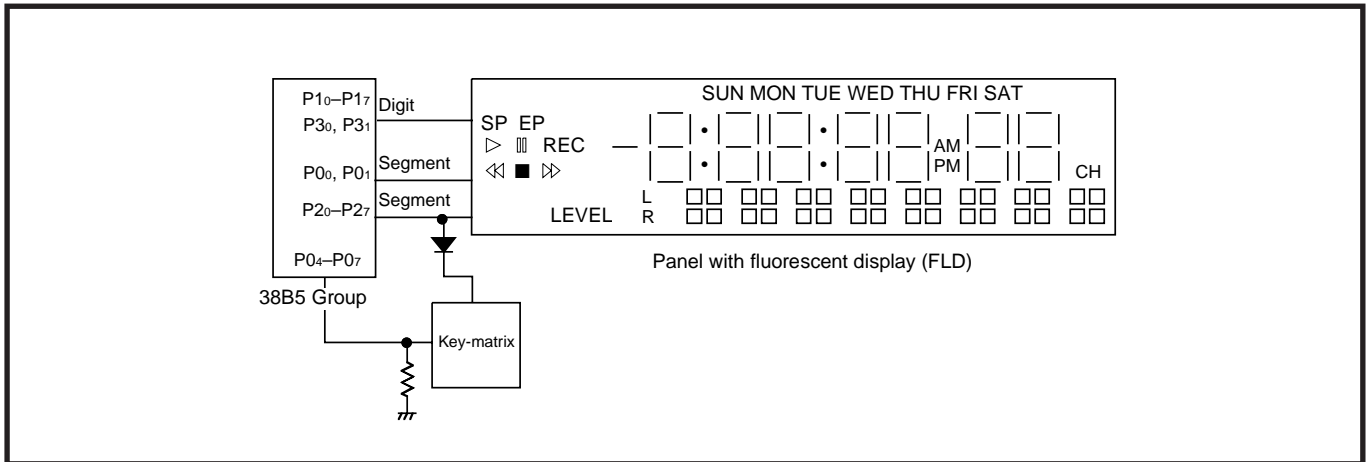 P10–P17 Digit
P30, P31
P00, P01 Segment
P20–P27 Segment
P04–P07
38B5 Group
Key-matrix
SUN MON TUE WED THU FRI SAT
SP EP
REC
AM
PM
CH
L
LEVEL R
Panel with fluorescent display (FLD)